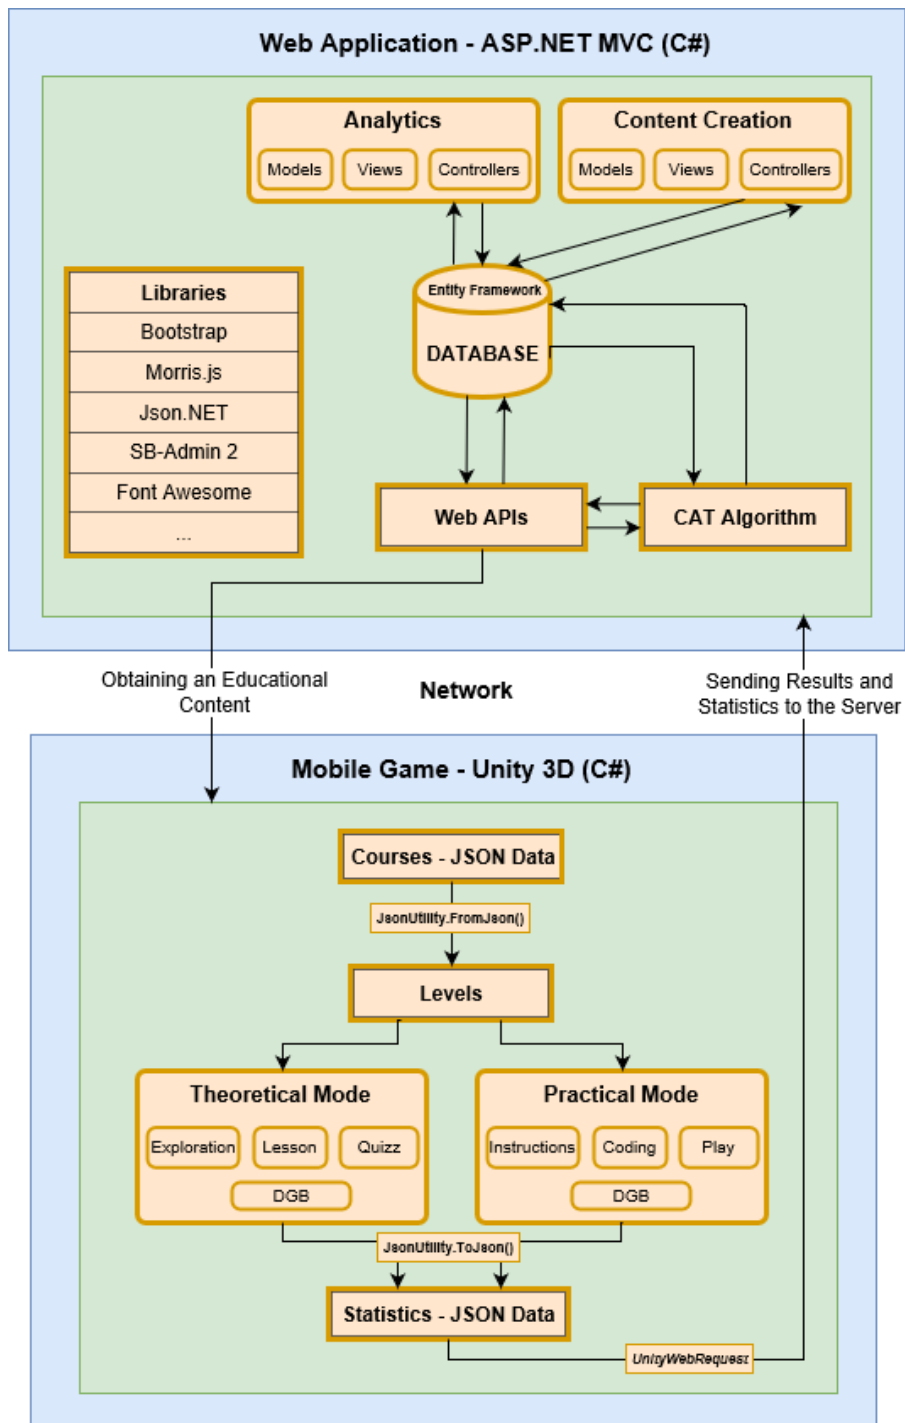 Web Application - ASP.NET MVC (C#)
Analytics
Models
Views
Controllers
Content Creation
Models
Views
Controllers
Libraries
Bootstrap
Morris.js
Json.NET
SB-Admin 2
Font Awesome
...
Entity Framework
DATABASE
Web APIs
CAT Algorithm
Obtaining an Educational
Content
Network
Sending Results and
Statistics to the Server
Mobile Game - Unity 3D (C#)
Courses - JSON Data
JsonUtility.FromJson()
Levels
Theoretical Mode
Exploration
Lesson
Quizz
DGB
Practical Mode
Instructions
Coding
Play
DGB
JsonUtility.ToJson()
Statistics - JSON Data
UnityWebRequest